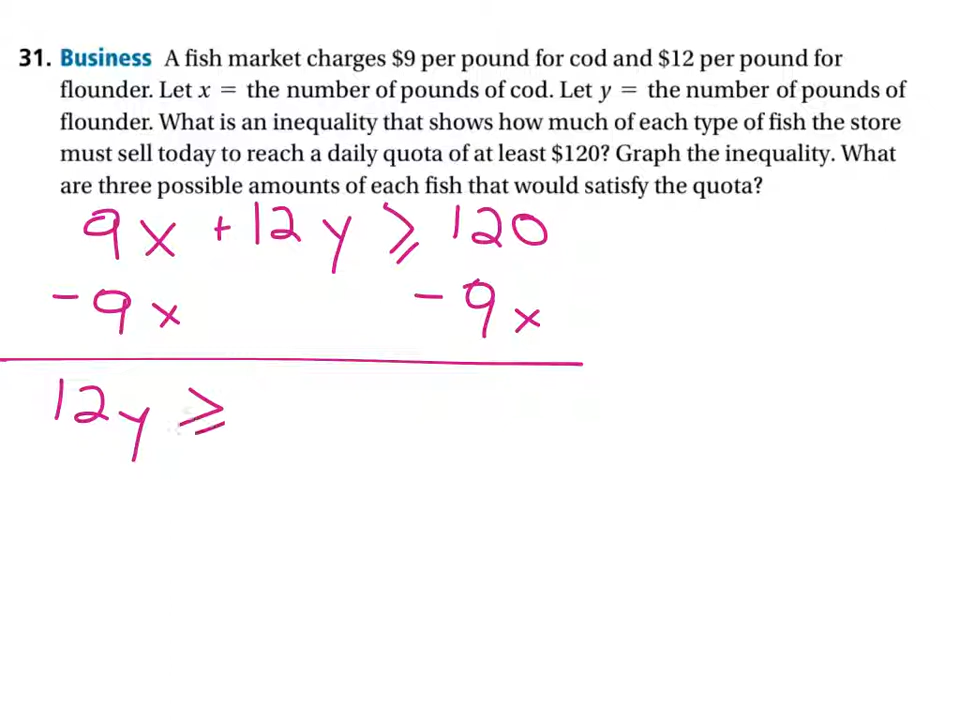 31. Business A fish market charges $9 per pound for cod and $12 per pound for
flounder. Let x = the number of pounds of cod. Let y = the number of pounds of
flounder. What is an inequality that shows how much of each type of fish the store
must sell today to reach a daily quota of at least $120? Graph the inequality. What
are three possible amounts of each fish that would satisfy the quota?
9x + 12y ≥ 120
-9x -9x
12y ≥